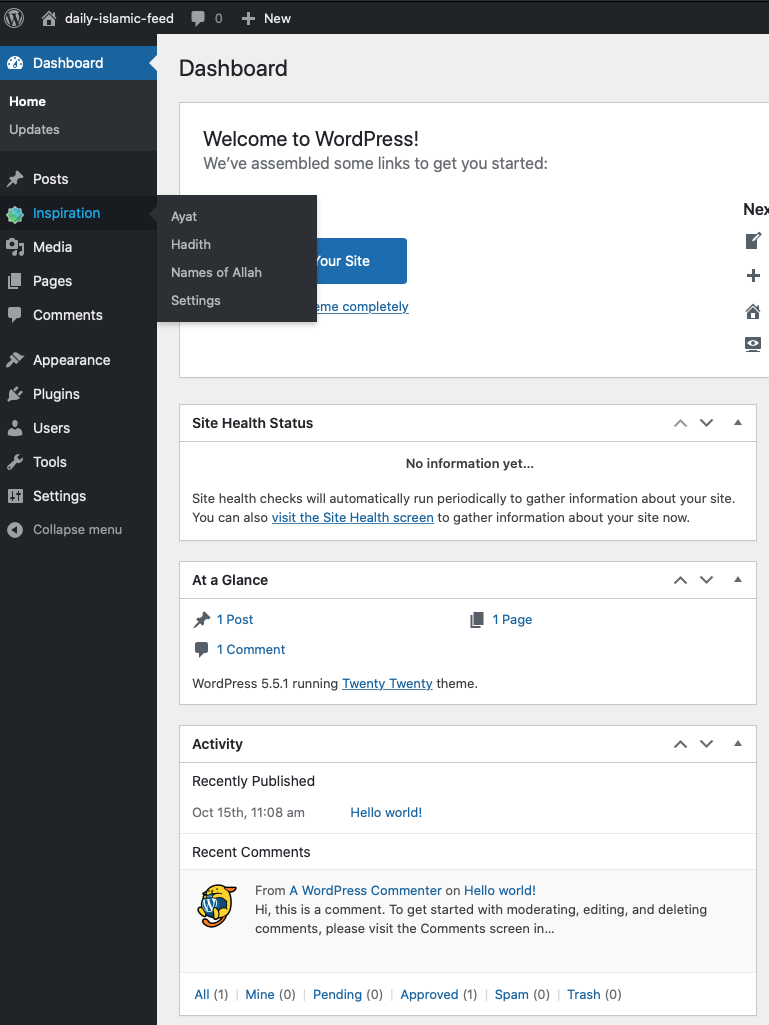 daily-islamic-feed 0 New
Dashboard
Home
Updates
Posts
Inspiration
Media
Pages
Comments
Appearance
Plugins
Users
Tools
Settings
Collapse menu
Ayat
Hadith
Names of Allah
Settings
Dashboard
Welcome to WordPress!
We’ve assembled some links to get you started:
Your Site
eme completely
Nex
Site Health Status
No information yet...
Site health checks will automatically run periodically to gather information about your site.
You can also visit the Site Health screen to gather information about your site now.
At a Glance
1 Post 1 Page
1 Comment
WordPress 5.5.1 running Twenty Twenty theme.
Activity
Recently Published
Oct 15th, 11:08 am Hello world!
Recent Comments
From A WordPress Commenter on Hello world!
Hi, this is a comment. To get started with moderating, editing, and deleting
comments, please visit the Comments screen in…
All (1) | Mine (0) | Pending (0) | Approved (1) | Spam (0) | Trash (0)